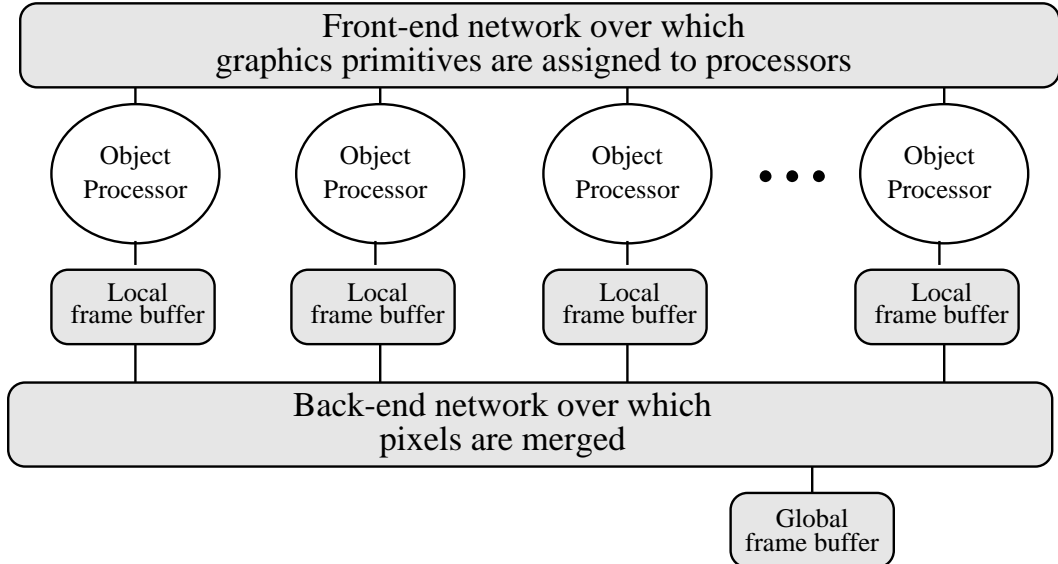 Front-end network over which
graphics primitives are assigned to processors
Object
Processor
Object
Processor
Object
Processor
Object
Processor
Local
frame buffer
Local
frame buffer
Local
frame buffer
Local
frame buffer
Back-end network over which
pixels are merged
Global
frame buffer